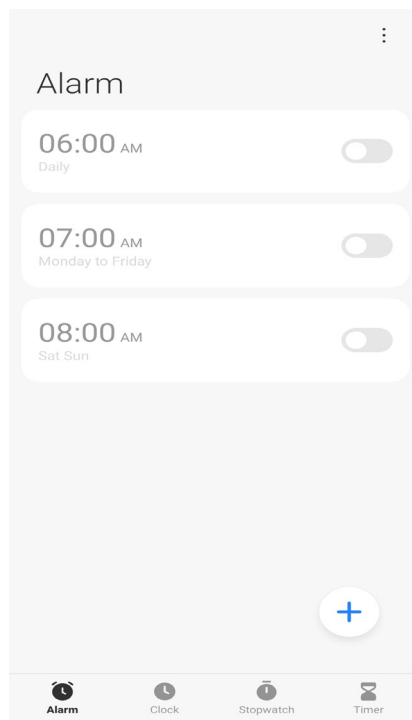 Alarm
06:00 AM
Daily
07:00 AM
Monday to Friday
08:00 AM
Sat Sun
Alarm Clock Stopwatch Timer